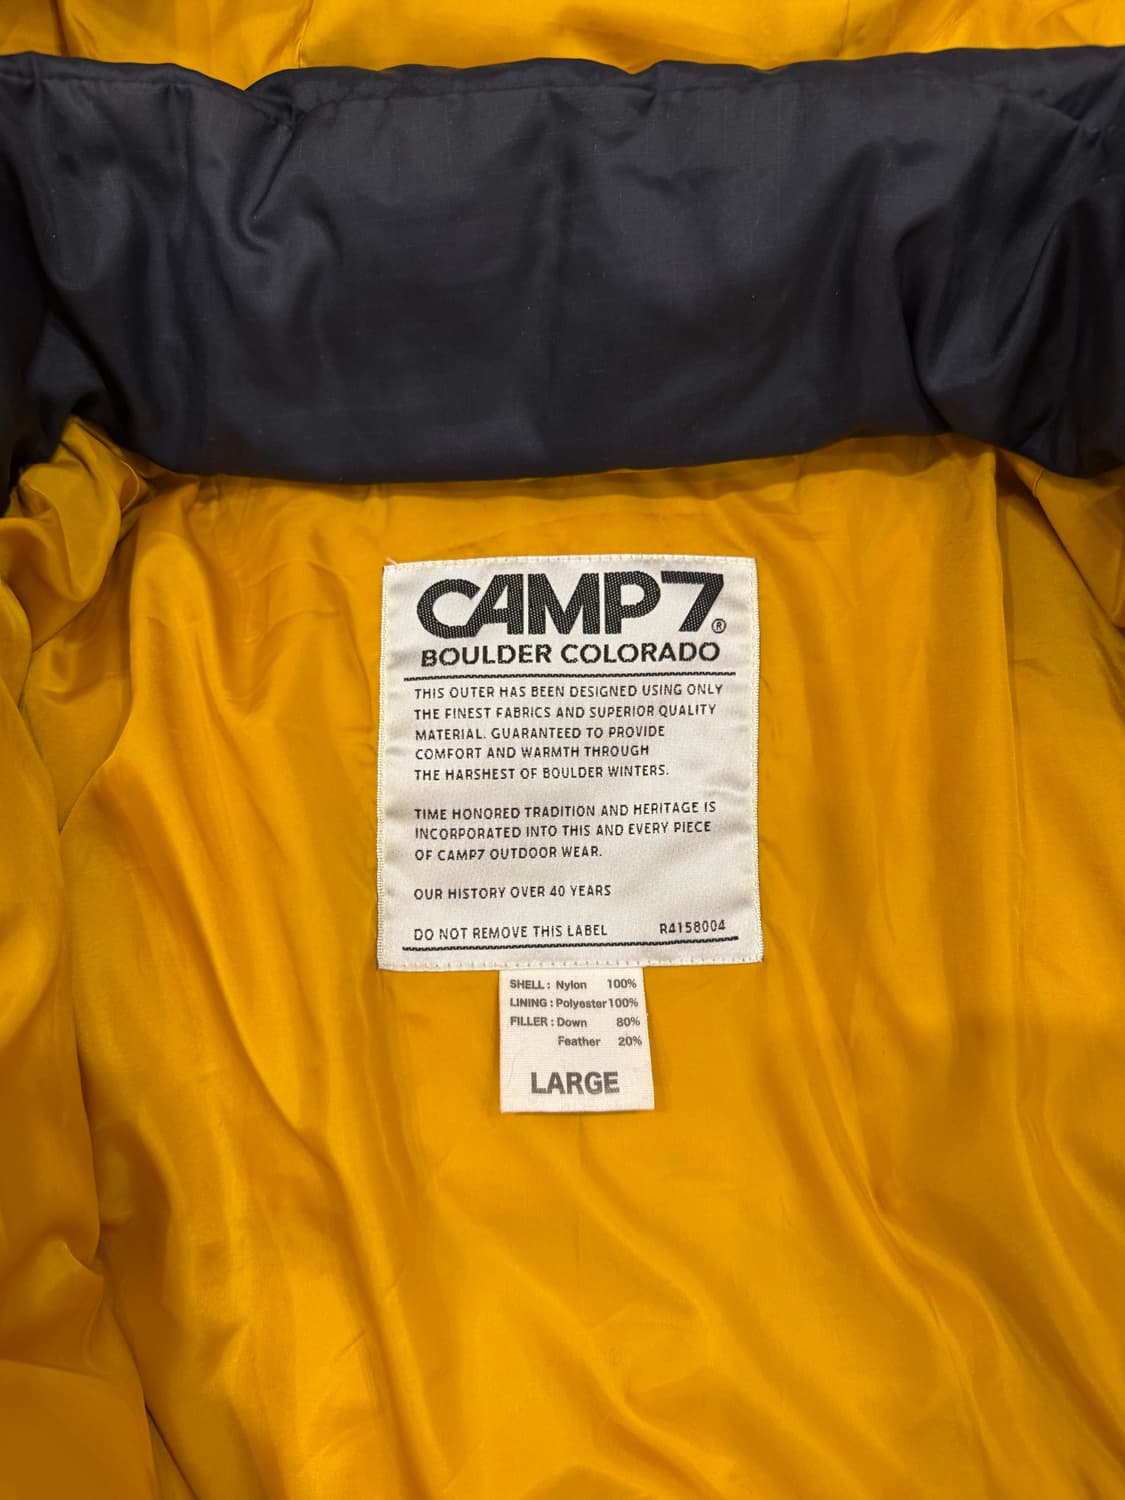 CAMP7®
BOULDER COLORADO
THIS OUTER HAS BEEN DESIGNED USING ONLY
THE FINEST FABRICS AND SUPERIOR QUALITY
MATERIAL. GUARANTEED TO PROVIDE
COMFORT AND WARMTH THROUGH
THE HARSHEST OF BOULDER WINTERS.
TIME HONORED TRADITION AND HERITAGE IS
INCORPORATED INTO THIS AND EVERY PIECE
OF CAMP7 OUTDOOR WEAR.
OUR HISTORY OVER 40 YEARS
DO NOT REMOVE THIS LABEL R4158004
SHELL: Nylon 100%
LINING: Polyester 100%
FILLER: Down 80%
Feather 20%
LARGE